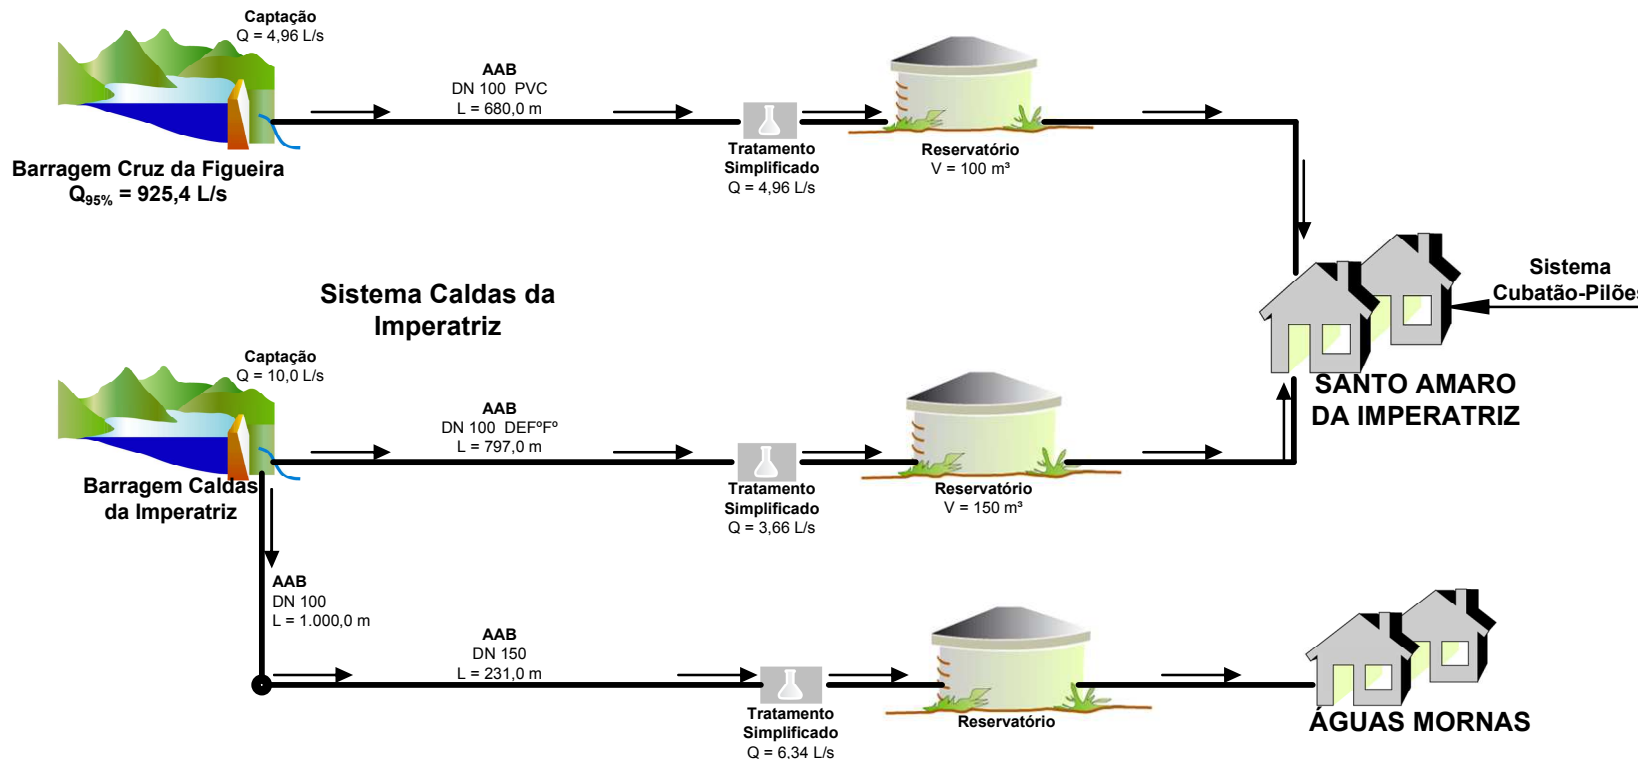 Captação
Q = 4,96 L/s
AAB
DN 100 PVC
L = 680,0 m
Barragem Cruz da Figueira
Q95% = 925,4 L/s
Tratamento
Simplificado
Q = 4,96 L/s
Reservatório
V = 100 m³
Sistema
Cubatão-Pilões
SANTO AMARO
DA IMPERATRIZ
Sistema Caldas da
Imperatriz
Captação
Q = 10,0 L/s
AAB
DN 100 DEFºFº
L = 797,0 m
Barragem Caldas
da Imperatriz
Tratamento
Simplificado
Q = 3,66 L/s
Reservatório
V = 150 m³
AAB
DN 100
L = 1.000,0 m
AAB
DN 150
L = 231,0 m
Tratamento
Simplificado
Q = 6,34 L/s
Reservatório
ÁGUAS MORNAS